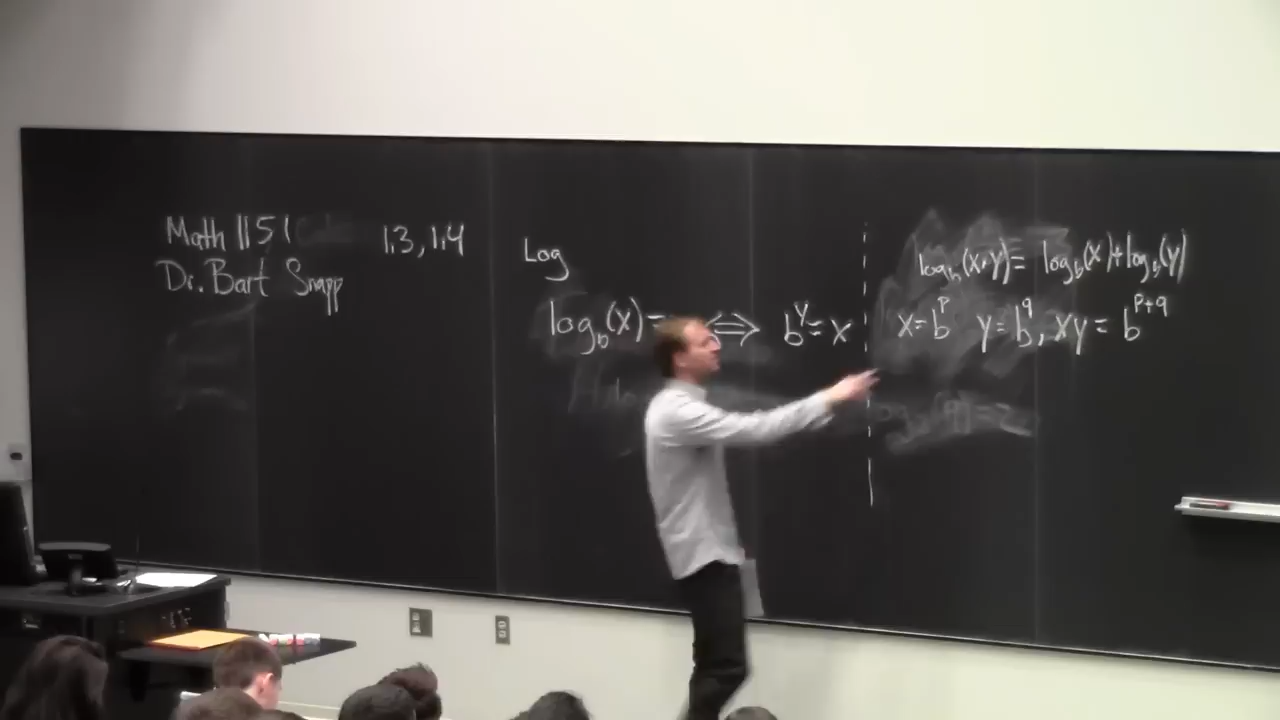 Math 1151
Dr. Bart Snapp
1.3, 1.4
Log
log_b(x)= ⇔ b^y = x
log_b(x·y)= log_b(x)+log_b(y)
x=b^p y=b^q, xy = b^{p+q}